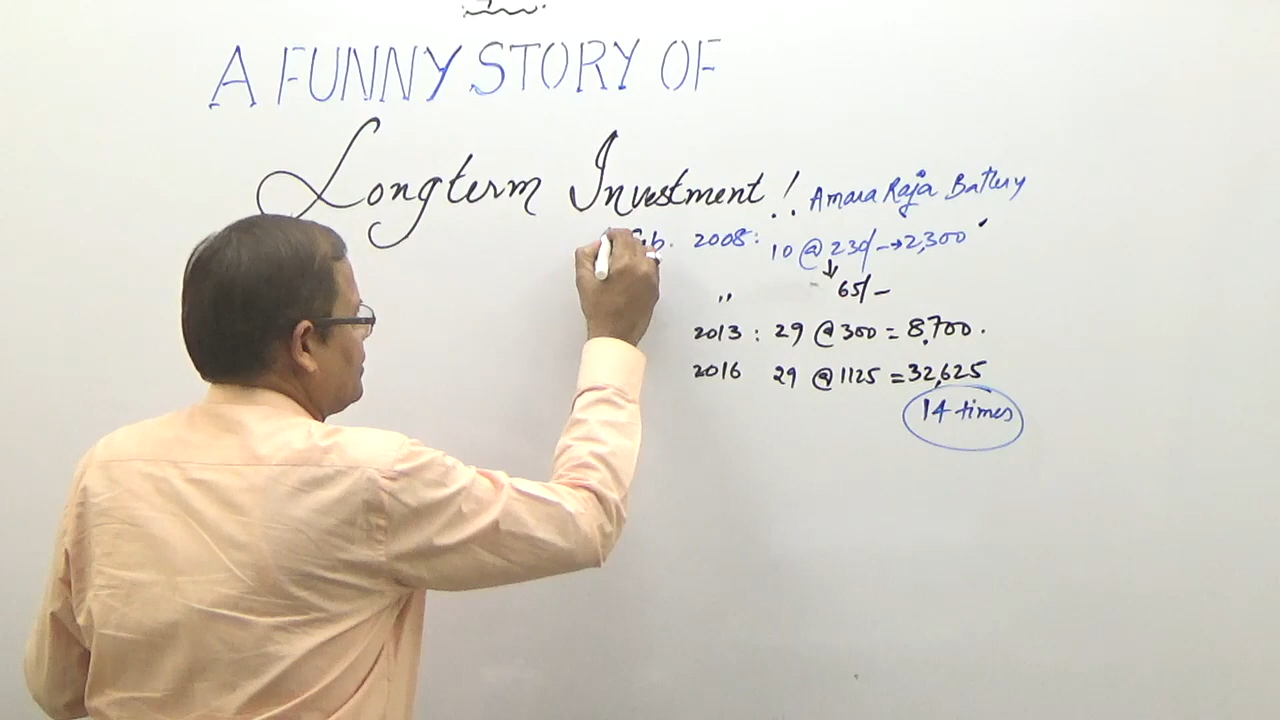 A FUNNY STORY OF
Longterm Investment!! Amara Raja Battery
2008: 10 @ 230/- → 2,300
,, 65/-
2013 : 29 @ 300 = 8,700.
2016 29 @ 1125 = 32,625
14 times